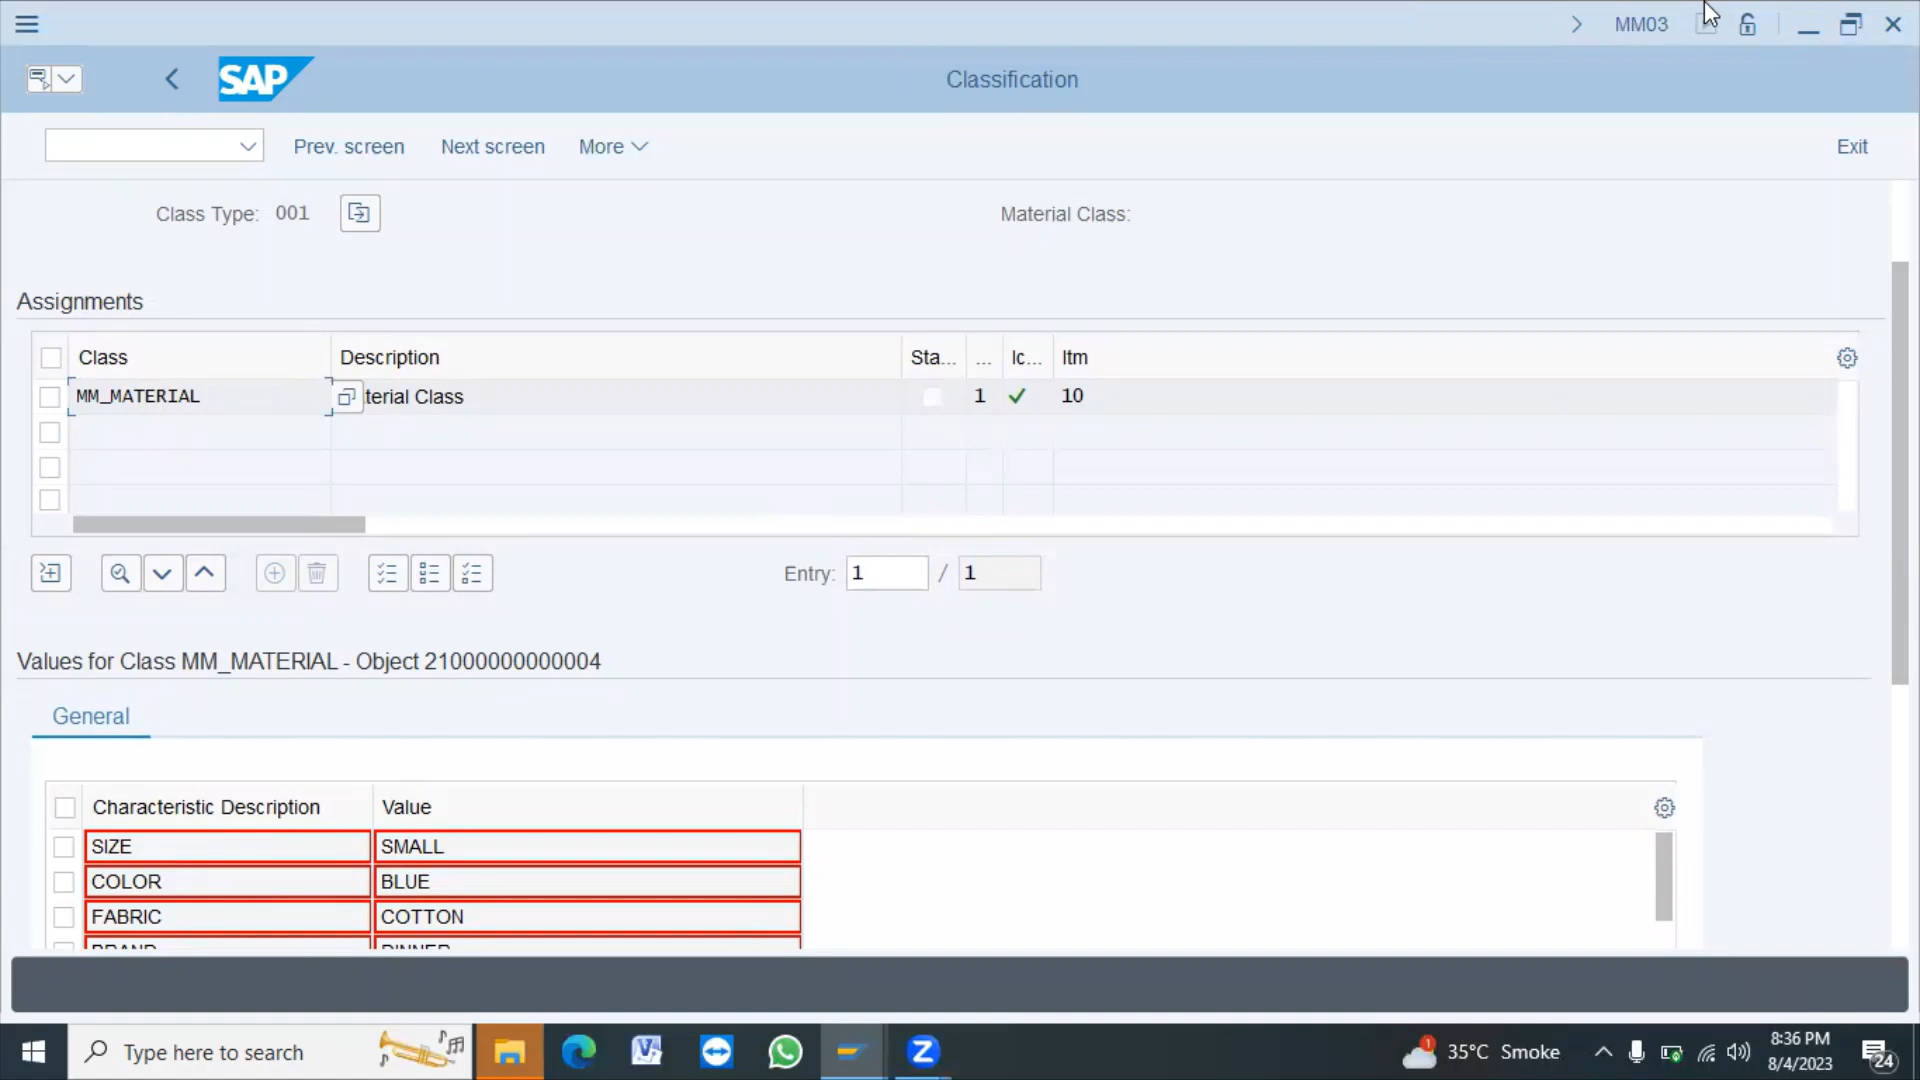 MM03
SAP
Classification
Prev. screen
Next screen
More
Exit
Class Type: 001
Material Class:
Assignments
Class Description Sta... ... Ic... Itm
MM_MATERIAL terial Class 1 10
Entry: 1 / 1
Values for Class MM_MATERIAL - Object 21000000000004
General
Characteristic Description Value
SIZE SMALL
COLOR BLUE
FABRIC COTTON
BRAND
Type here to search
1
35°C Smoke
8:36 PM
8/4/2023
24